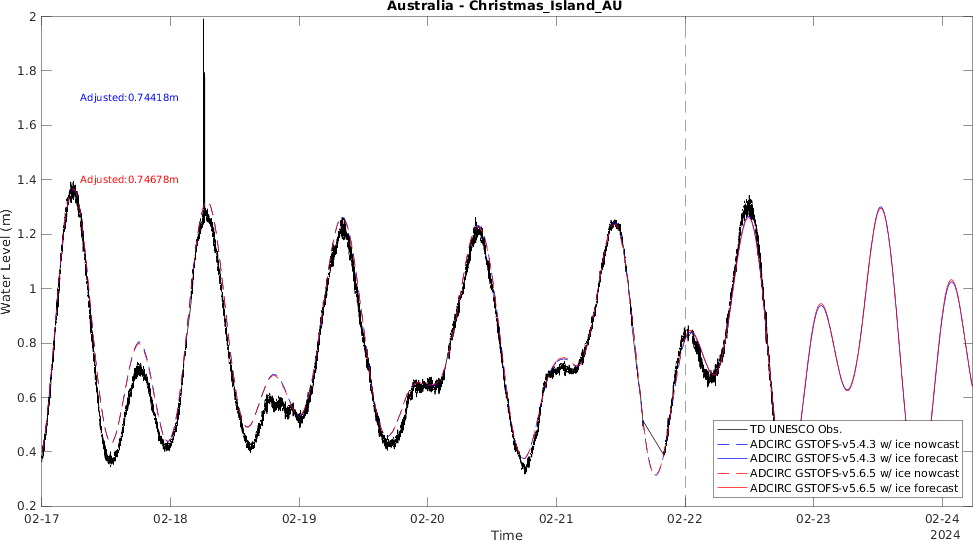 Australia - Christmas_Island_AU
2
1.8
1.6
1.4
1.2
1
0.8
0.6
0.4
0.2
Water Level (m)
Adjusted:0.74418m
Adjusted:0.74678m
TD UNESCO Obs.
ADCIRC GSTOFS-v5.4.3 w/ ice nowcast
ADCIRC GSTOFS-v5.4.3 w/ ice forecast
ADCIRC GSTOFS-v5.6.5 w/ ice nowcast
ADCIRC GSTOFS-v5.6.5 w/ ice forecast
02-17 02-18 02-19 02-20 02-21 02-22 02-23 02-24
Time
2024